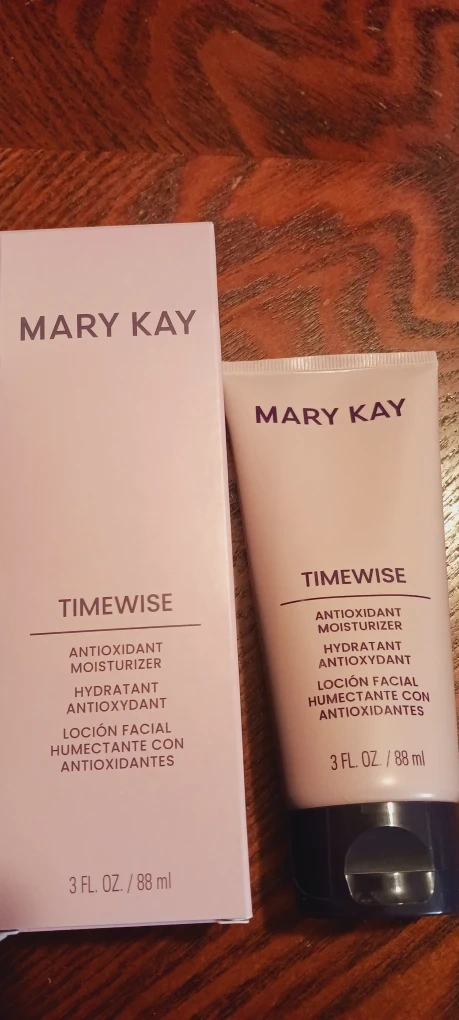 MARY KAY
TIMEWISE
ANTIOXIDANT
MOISTURIZER
HYDRATANT
ANTIOXYDANT
LOCIÓN FACIAL
HUMECTANTE CON
ANTIOXIDANTES
3 FL. OZ. / 88 ml
MARY KAY
TIMEWISE
ANTIOXIDANT
MOISTURIZER
HYDRATANT
ANTIOXYDANT
LOCIÓN FACIAL
HUMECTANTE CON
ANTIOXIDANTES
3 FL. OZ. / 88 ml